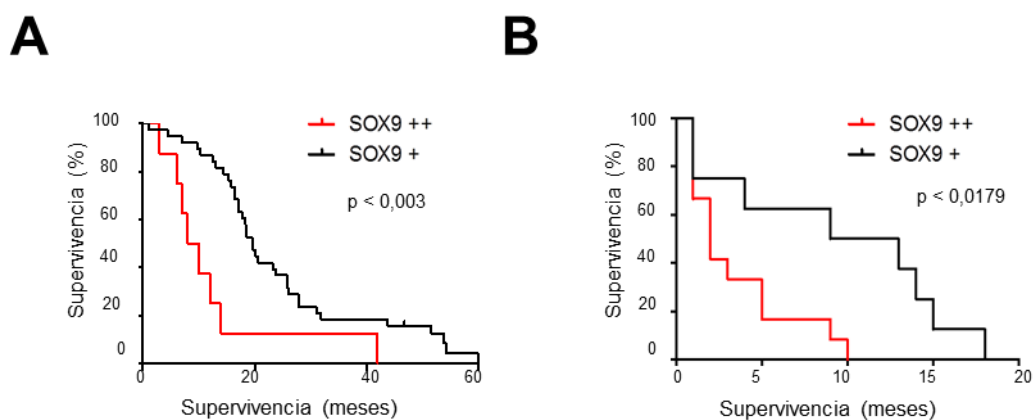 A
SOX9 ++
SOX9 +
p < 0,003
Supervivencia (%)
100
80
60
40
20
0
0 20 40 60
Supervivencia (meses)
B
SOX9 ++
SOX9 +
p < 0,0179
Supervivencia (%)
100
80
60
40
20
0
0 5 10 15 20
Supervivencia (meses)